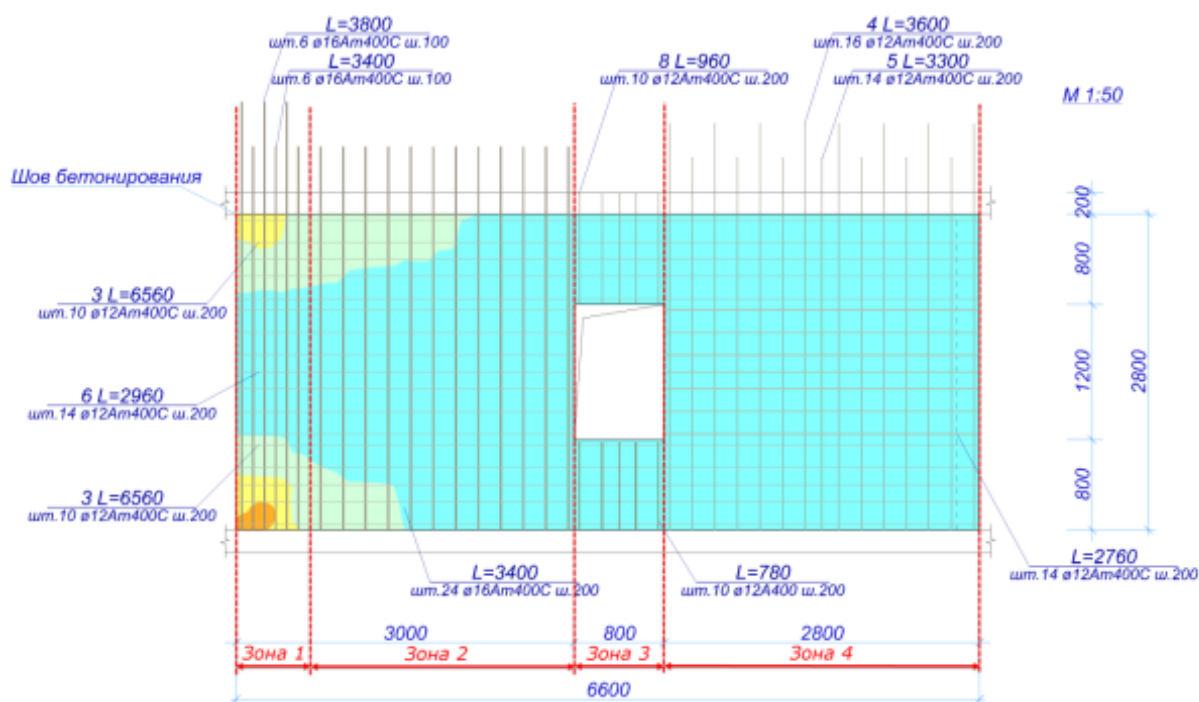 L=3800
шт.6 ø16Ат400С ш.100
L=3400
шт.6 ø16Ат400С ш.100
8 L=960
шт.10 ø12Ат400С ш.200
4 L=3600
шт.16 ø12Ат400С ш.200
5 L=3300
шт.14 ø12Ат400С ш.200
М 1:50
Шов бетонирования
200
800
3 L=6560
шт.10 ø12Ат400С ш.200
6 L=2960
шт.14 ø12Ат400С ш.200
1200
2800
3 L=6560
шт.10 ø12Ат400С ш.200
800
L=3400
шт.24 ø16Ат400С ш.200
L=780
шт.10 ø12А400 ш.200
L=2760
шт.14 ø12Ат400С ш.200
3000
800
2800
Зона 1
Зона 2
Зона 3
Зона 4
6600